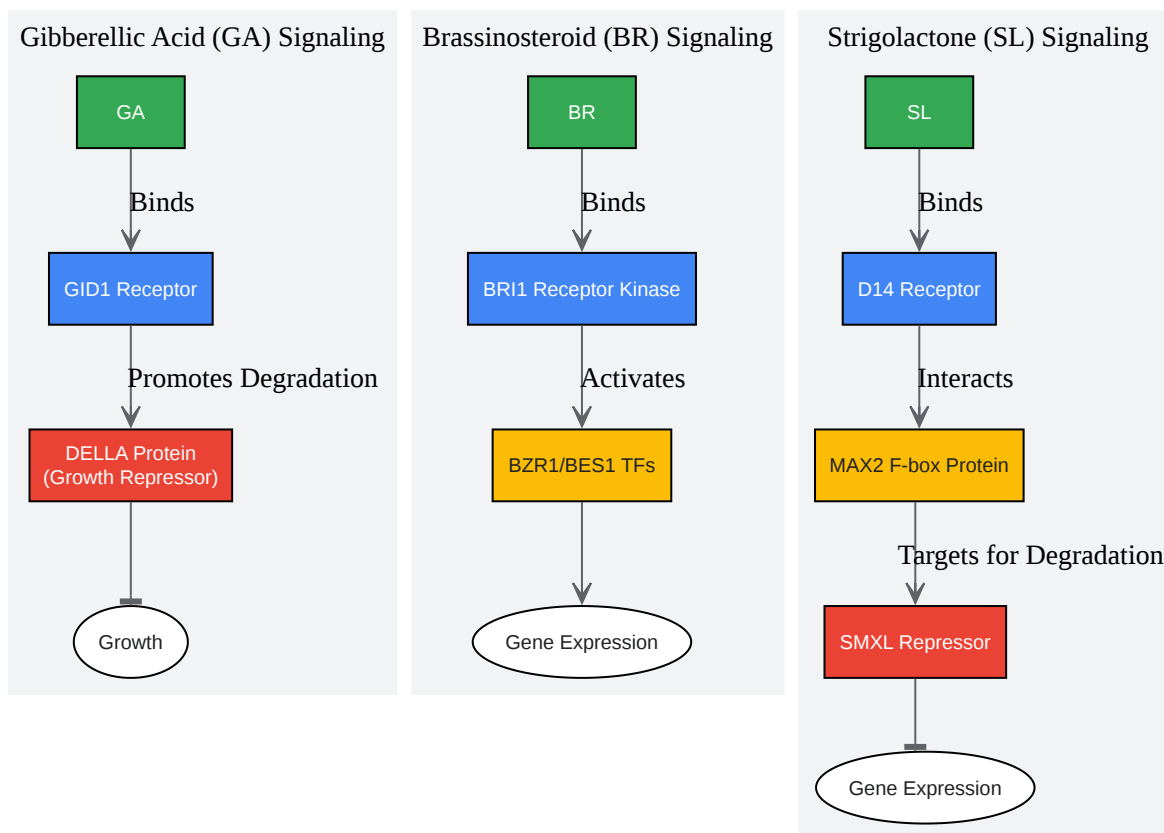 Gibberellic Acid (GA) Signaling
GA
Binds
GID1 Receptor
Promotes Degradation
DELLA Protein
(Growth Repressor)
Growth
Brassinosteroid (BR) Signaling
BR
Binds
BRI1 Receptor Kinase
Activates
BZR1/BES1 TFs
Gene Expression
Strigolactone (SL) Signaling
SL
Binds
D14 Receptor
Interacts
MAX2 F-box Protein
Targets for Degradation
SMXL Repressor
Gene Expression